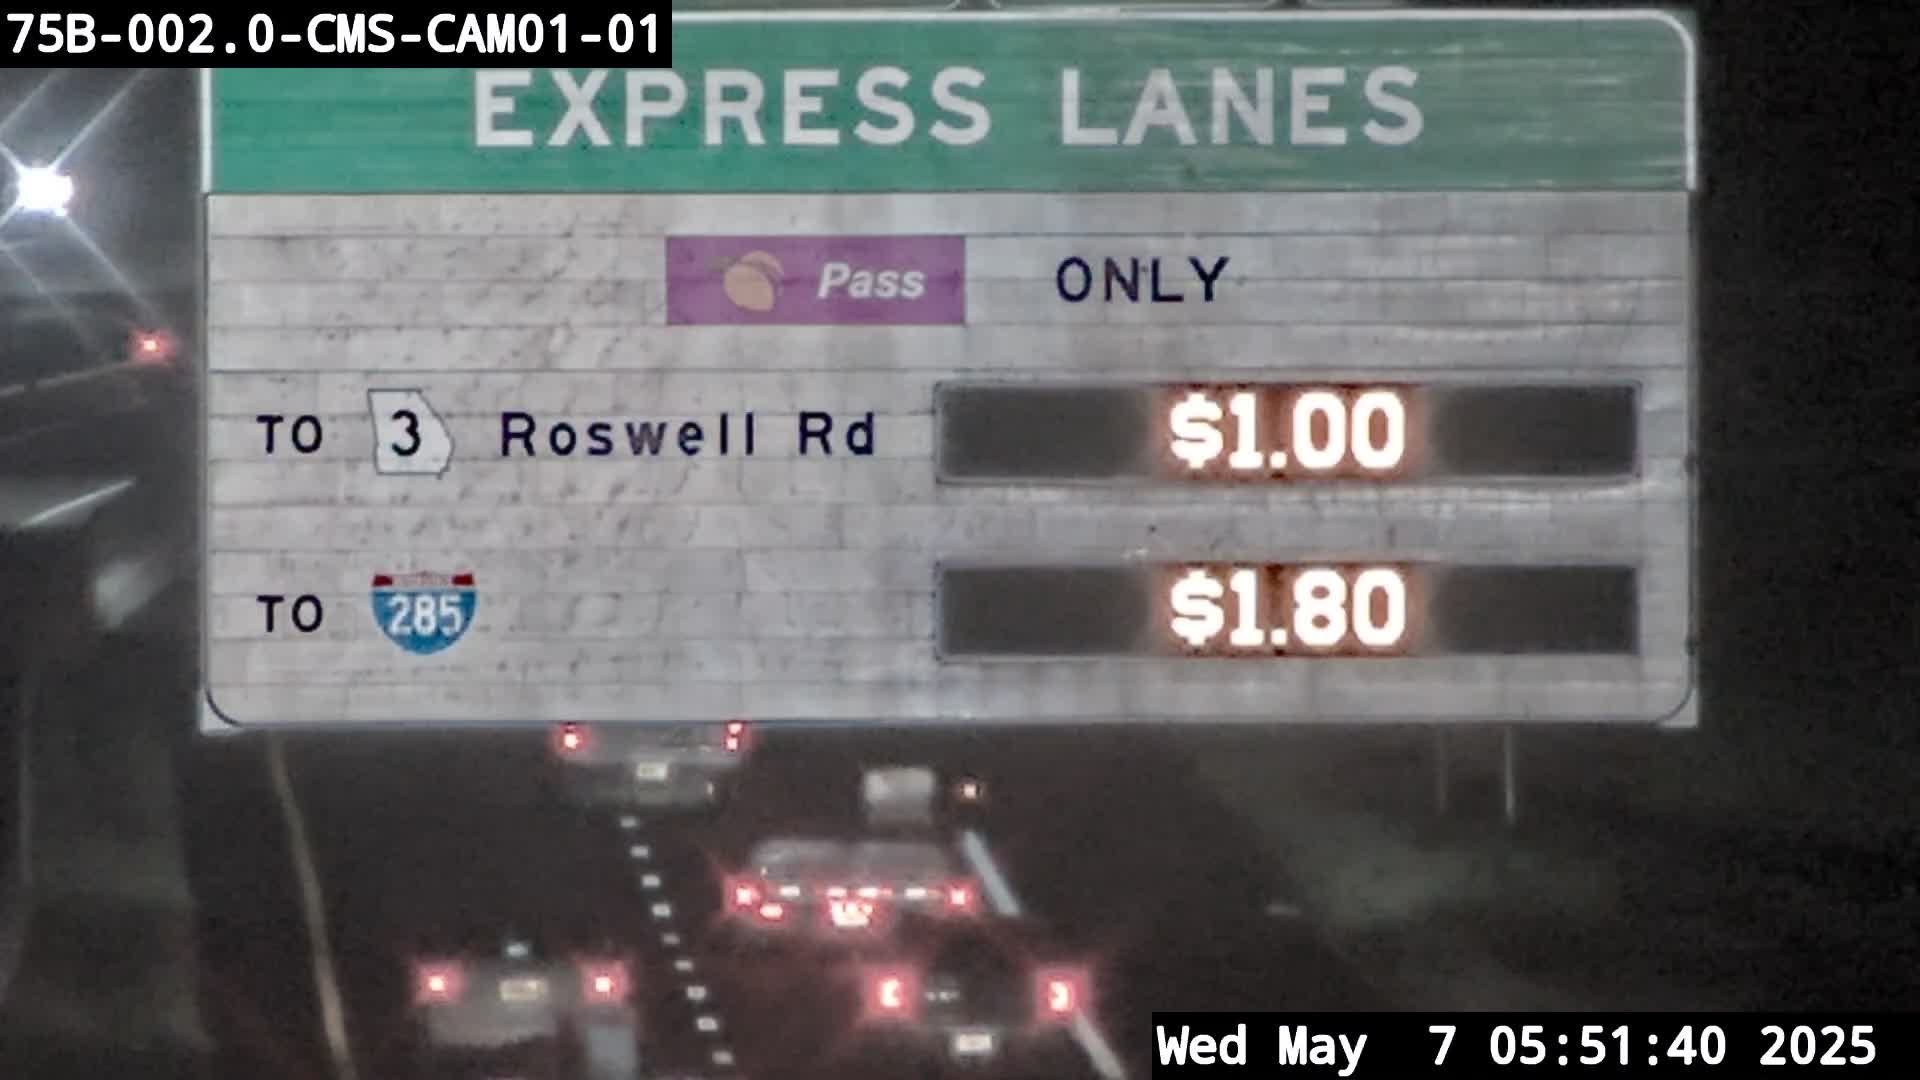 75B-002.0-CMS-CAM01-01
EXPRESS LANES
Pass ONLY
TO 3 Roswell Rd $1.00
TO 285 $1.80
Wed May 7 05:51:40 2025